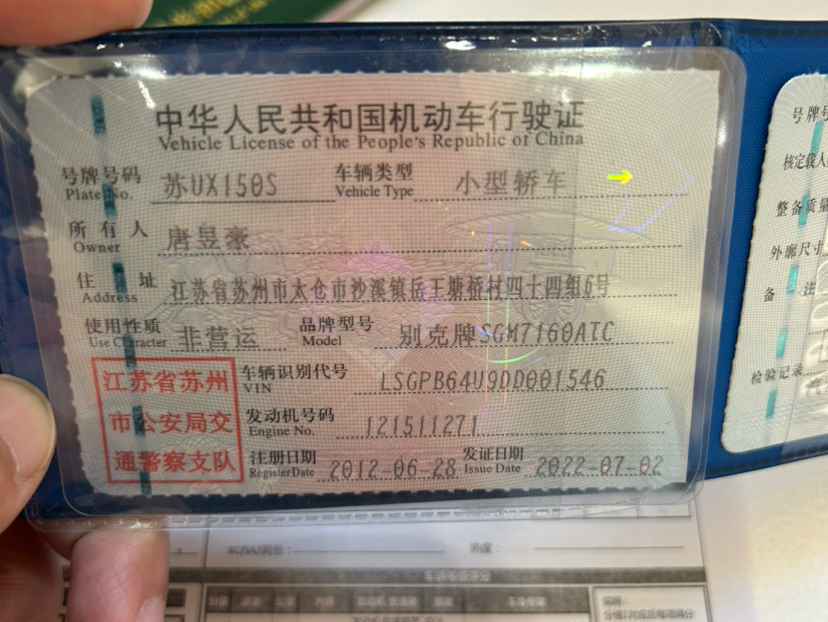 中华人民共和国机动车行驶证
Vehicle License of the People's Republic of China
号牌号码 苏UX150S 车辆类型 小型轿车
Plate No. Vehicle Type
所有人 唐昱豪
Owner
住址 江苏省苏州市太仓市沙溪镇岳王塘桥村四十四组6号
Address
使用性质 非营运 品牌型号 别克牌SGM7160ATC
Use Character Model
江苏省苏州
市公安局交
通警察支队
车辆识别代号 LSGPB64U9DD001546
VIN
发动机号码 121511271
Engine No.
注册日期 2012-06-28 发证日期 2022-07-02
Register Date Issue Date
号牌号
核定载人
整备质量
外廓尺寸
备注
检验记录